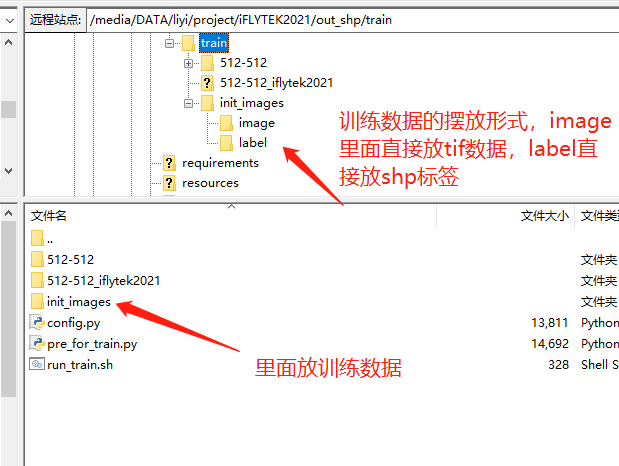 远程站点: /media/DATA/liyi/project/iFLYTEK2021/out_shp/train
train
512-512
512-512_iflytek2021
init_images
image
label
requirements
resources
训练数据的摆放形式，image
里面直接放tif数据，label直
接放shp标签
文件名 文件大小 文件类
..
512-512 文件夹
512-512_iflytek2021 文件夹
init_images 文件夹
config.py 13,811 Python
pre_for_train.py 14,692 Python
run_train.sh 328 Shell S
里面放训练数据